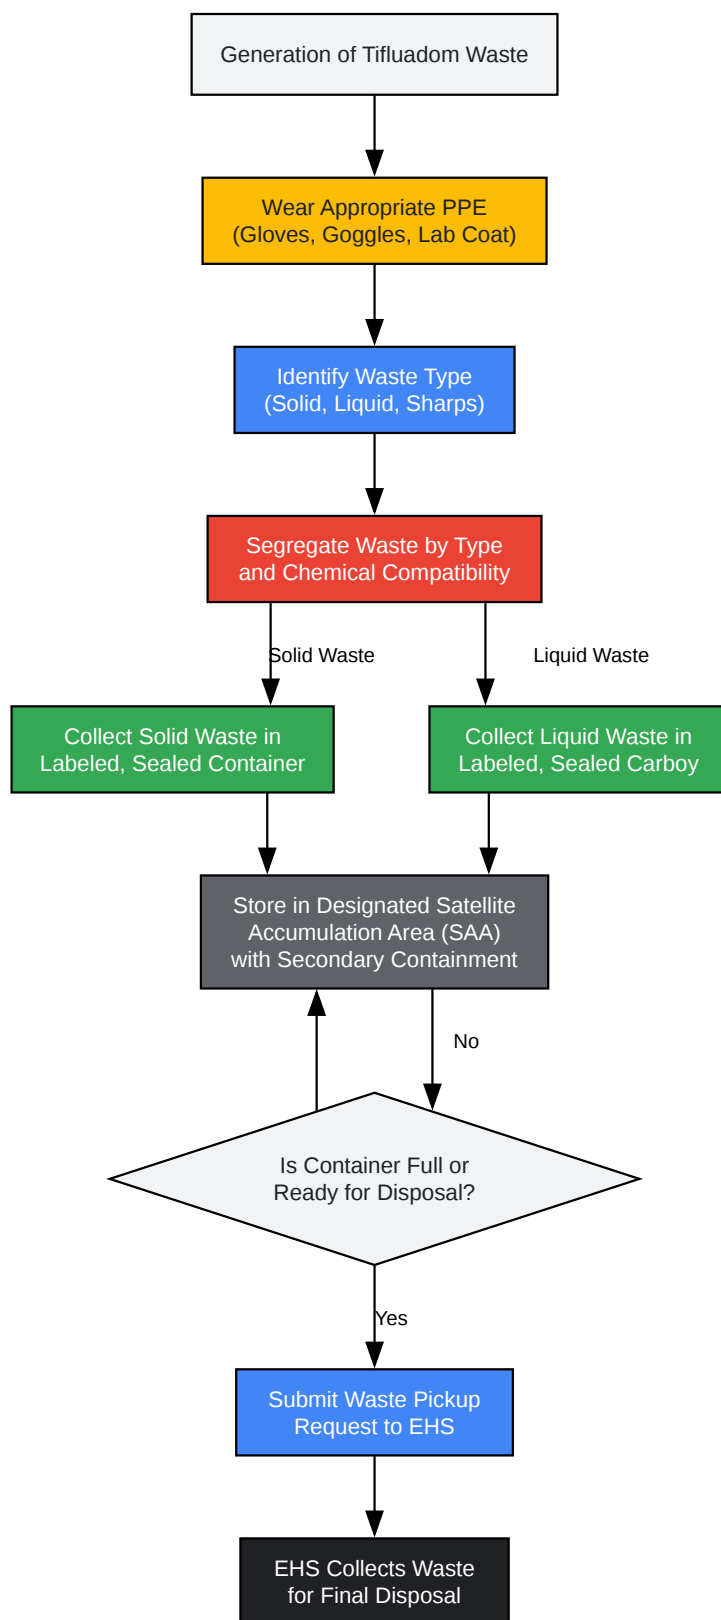 Generation of Tifluadom Waste
Wear Appropriate PPE
(Gloves, Goggles, Lab Coat)
Identify Waste Type
(Solid, Liquid, Sharps)
Segregate Waste by Type
and Chemical Compatibility
Solid Waste
Liquid Waste
Collect Solid Waste in
Labeled, Sealed Container
Collect Liquid Waste in
Labeled, Sealed Carboy
Store in Designated Satellite
Accumulation Area (SAA)
with Secondary Containment
No
Is Container Full or
Ready for Disposal?
Yes
Submit Waste Pickup
Request to EHS
EHS Collects Waste
for Final Disposal